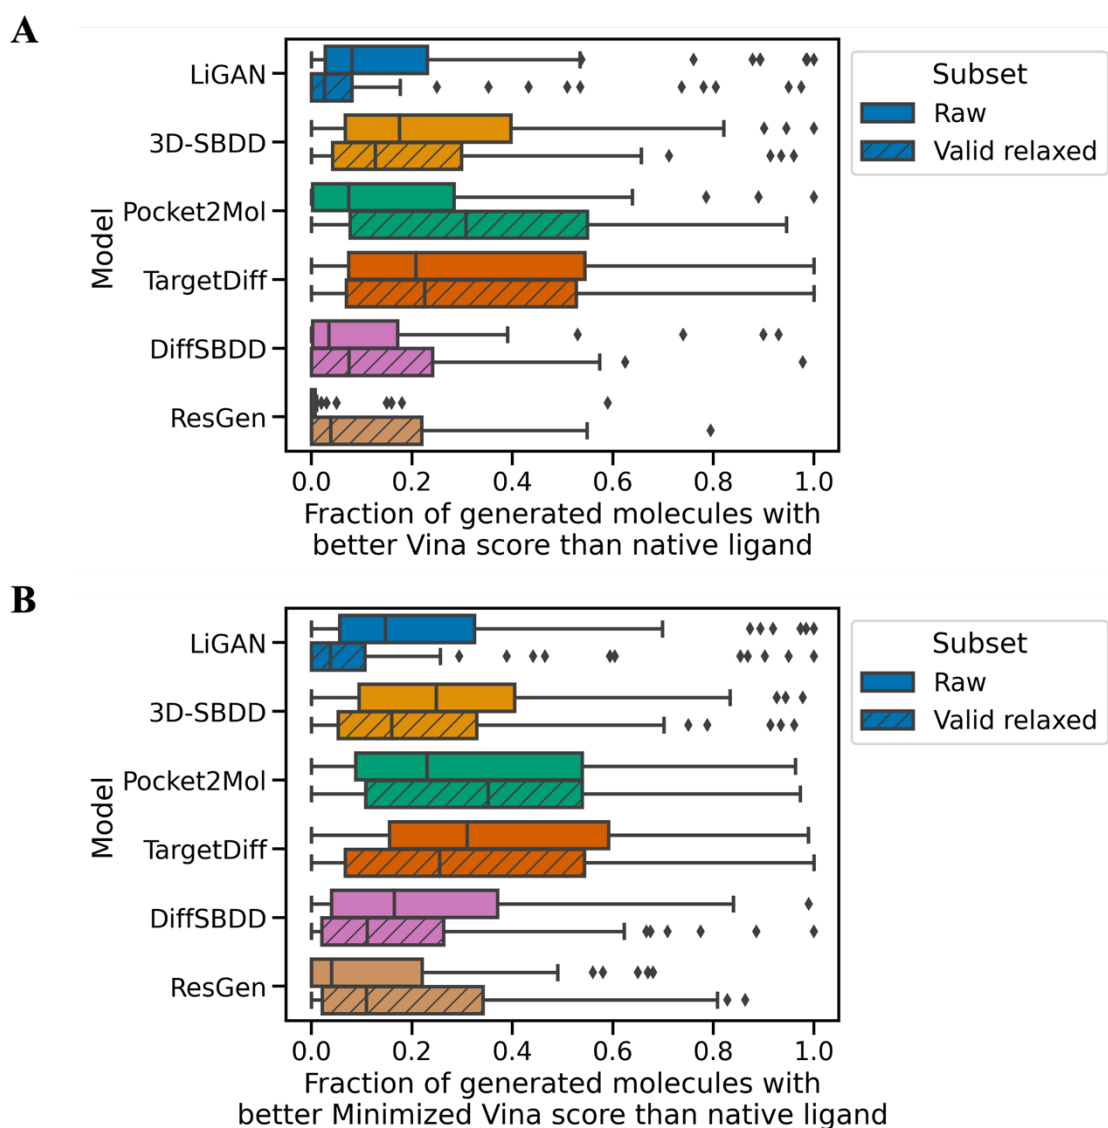 A
Model
LiGAN
3D-SBDD
Pocket2Mol
TargetDiff
DiffSBDD
ResGen
0.0 0.2 0.4 0.6 0.8 1.0
Fraction of generated molecules with
better Vina score than native ligand
Subset
Raw
Valid relaxed
B
Model
LiGAN
3D-SBDD
Pocket2Mol
TargetDiff
DiffSBDD
ResGen
0.0 0.2 0.4 0.6 0.8 1.0
Fraction of generated molecules with
better Minimized Vina score than native ligand
Subset
Raw
Valid relaxed